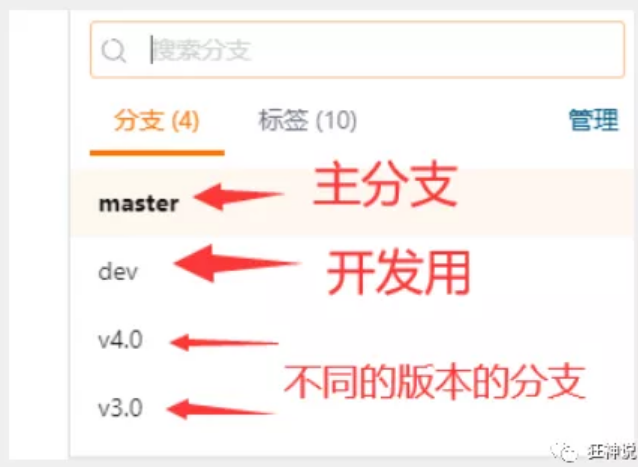 搜索分支
分支 (4) 标签 (10) 管理
master 主分支
dev 开发用
v4.0
不同的版本的分支
v3.0
狂神说